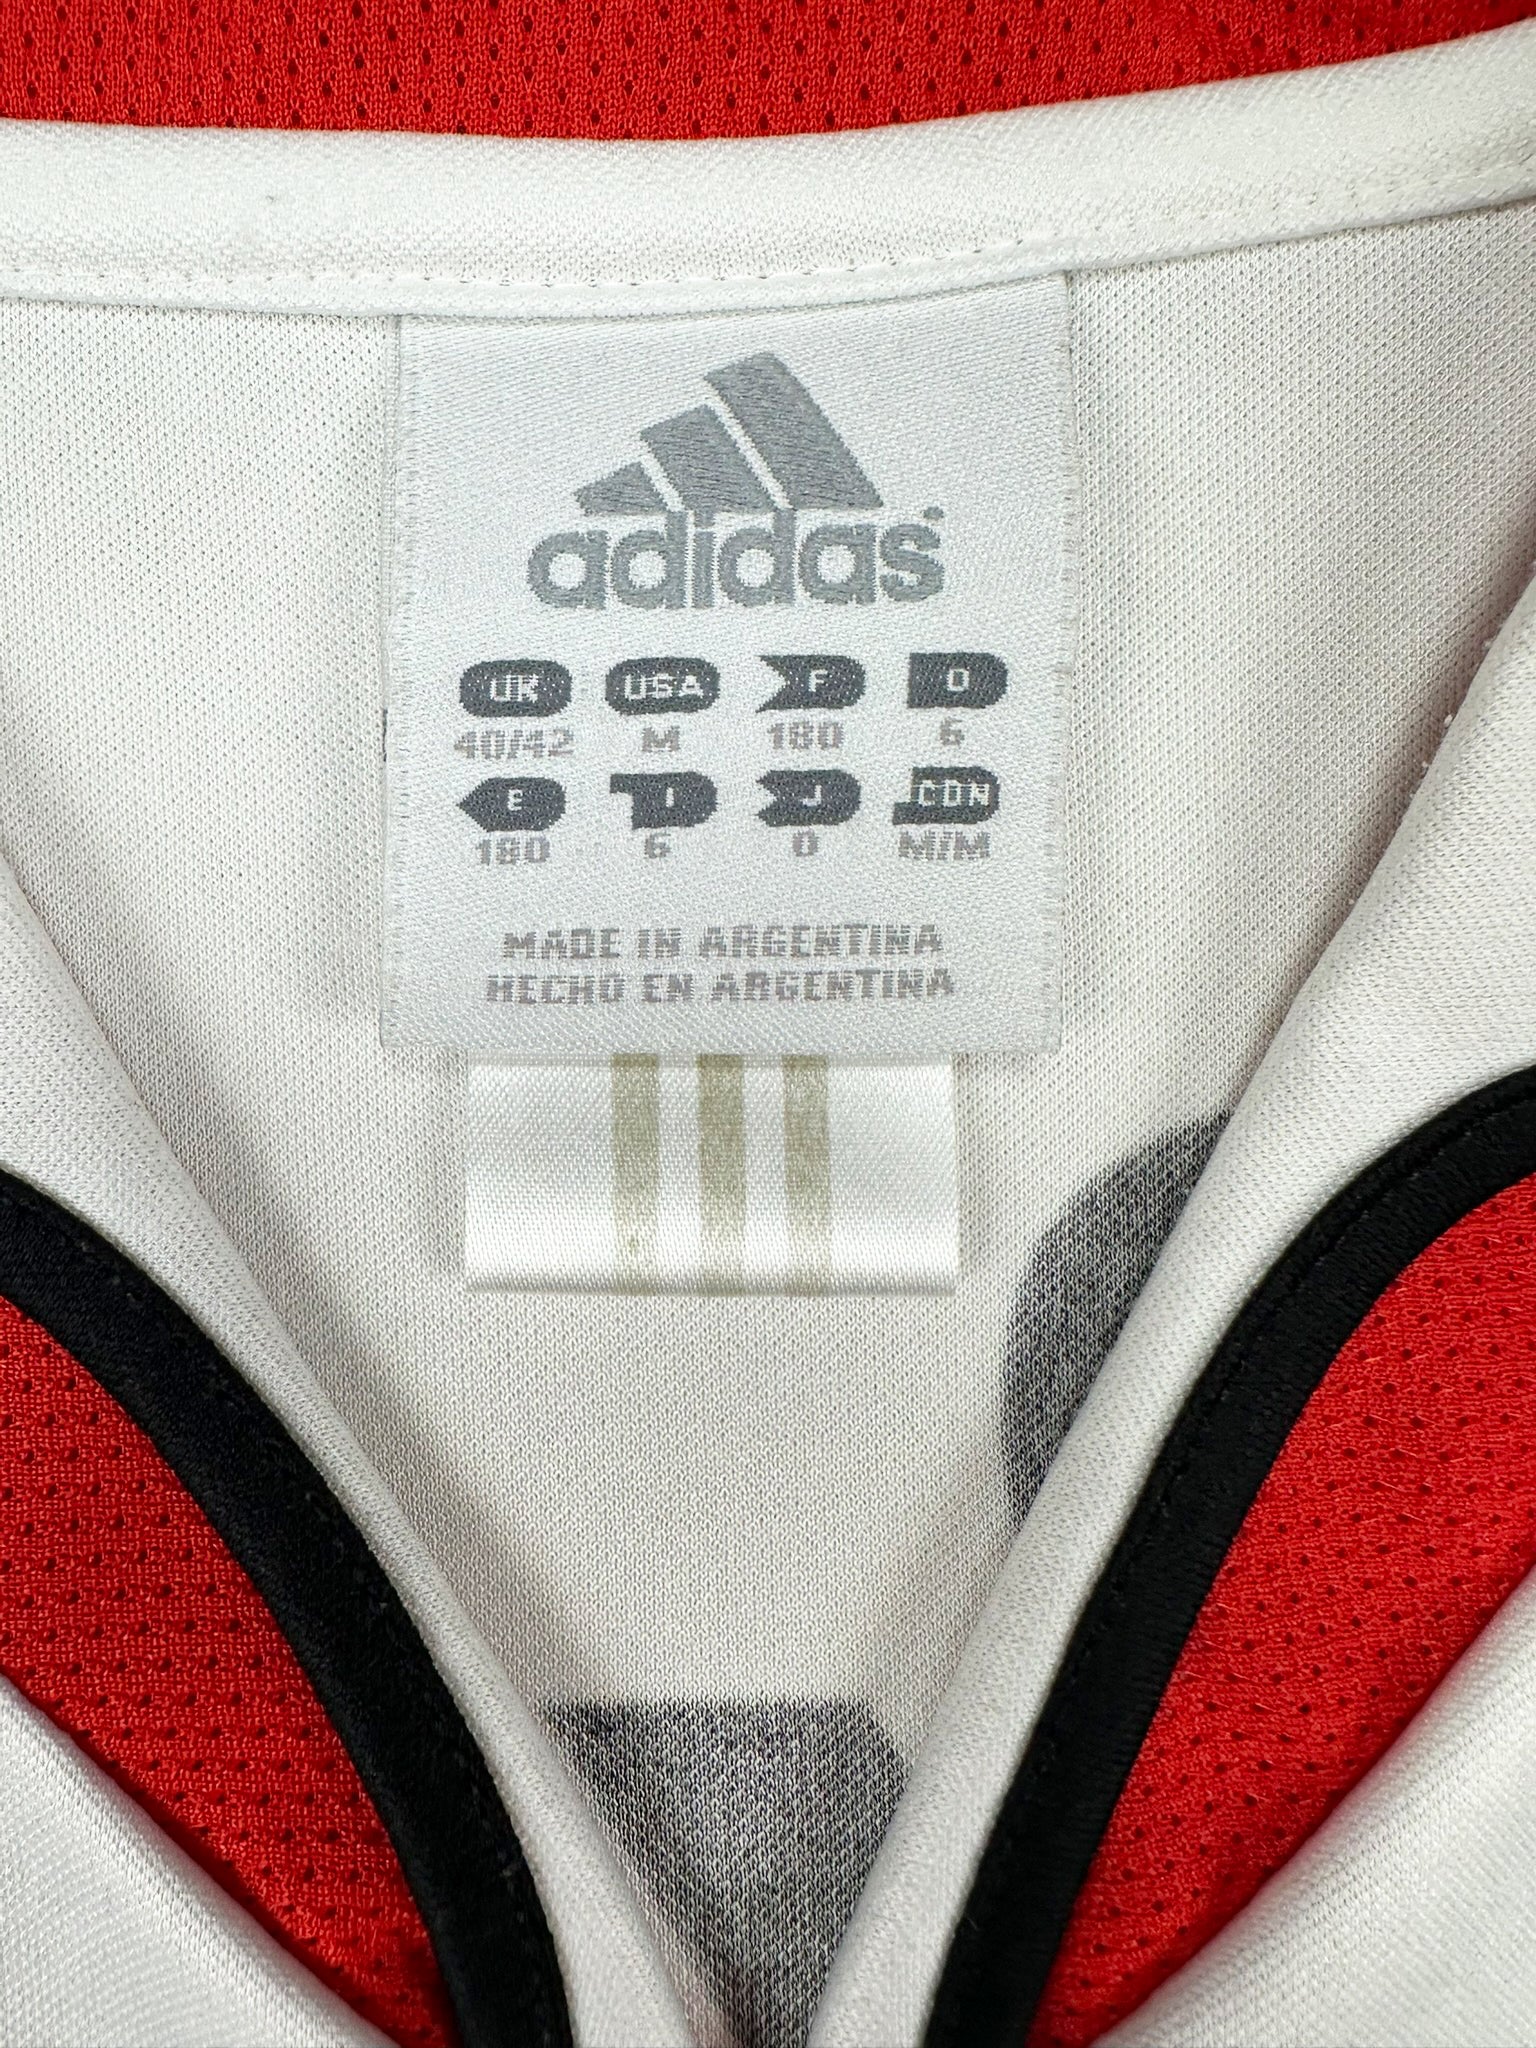 adidas
UK USA F D
40/42 M 180 6
E I J CDN
180 6 O M/M
MADE IN ARGENTINA
HECHO EN ARGENTINA